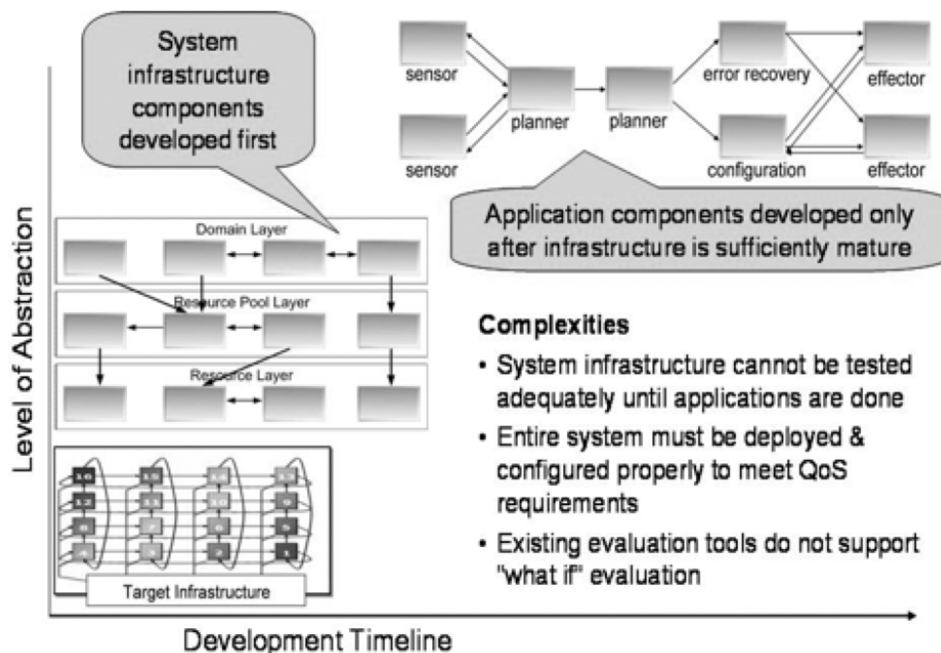 System
infrastructure
components
developed first
sensor
sensor
planner
planner
error recovery
configuration
effector
effector
Application components developed only
after infrastructure is sufficiently mature
Level of Abstraction
Domain Layer
Resource Pool Layer
Resource Layer
Target Infrastructure
Complexities
• System infrastructure cannot be tested
adequately until applications are done
• Entire system must be deployed &
configured properly to meet QoS
requirements
• Existing evaluation tools do not support
"what if" evaluation
Development Timeline